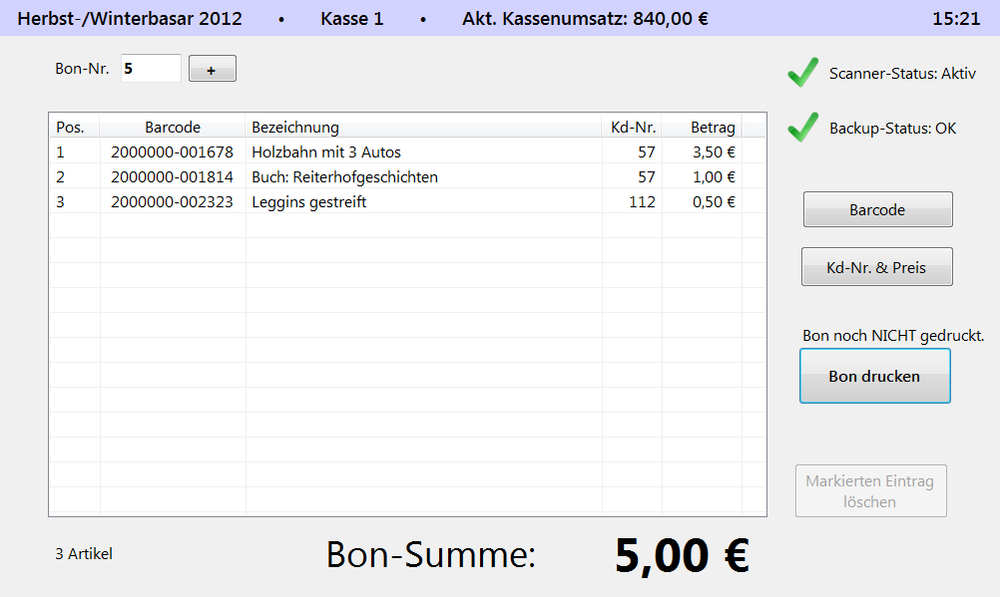 Herbst-/Winterbasar 2012 • Kasse 1 • Akt. Kassenumsatz: 840,00 € 15:21
Bon-Nr. 5 +
Scanner-Status: Aktiv
Backup-Status: OK
Pos. Barcode Bezeichnung Kd-Nr. Betrag
1 2000000-001678 Holzbahn mit 3 Autos 57 3,50 €
2 2000000-001814 Buch: Reiterhofgeschichten 57 1,00 €
3 2000000-002323 Leggins gestreift 112 0,50 €
Barcode
Kd-Nr. & Preis
Bon noch NICHT gedruckt.
Bon drucken
Markierten Eintrag
löschen
3 Artikel Bon-Summe: 5,00 €